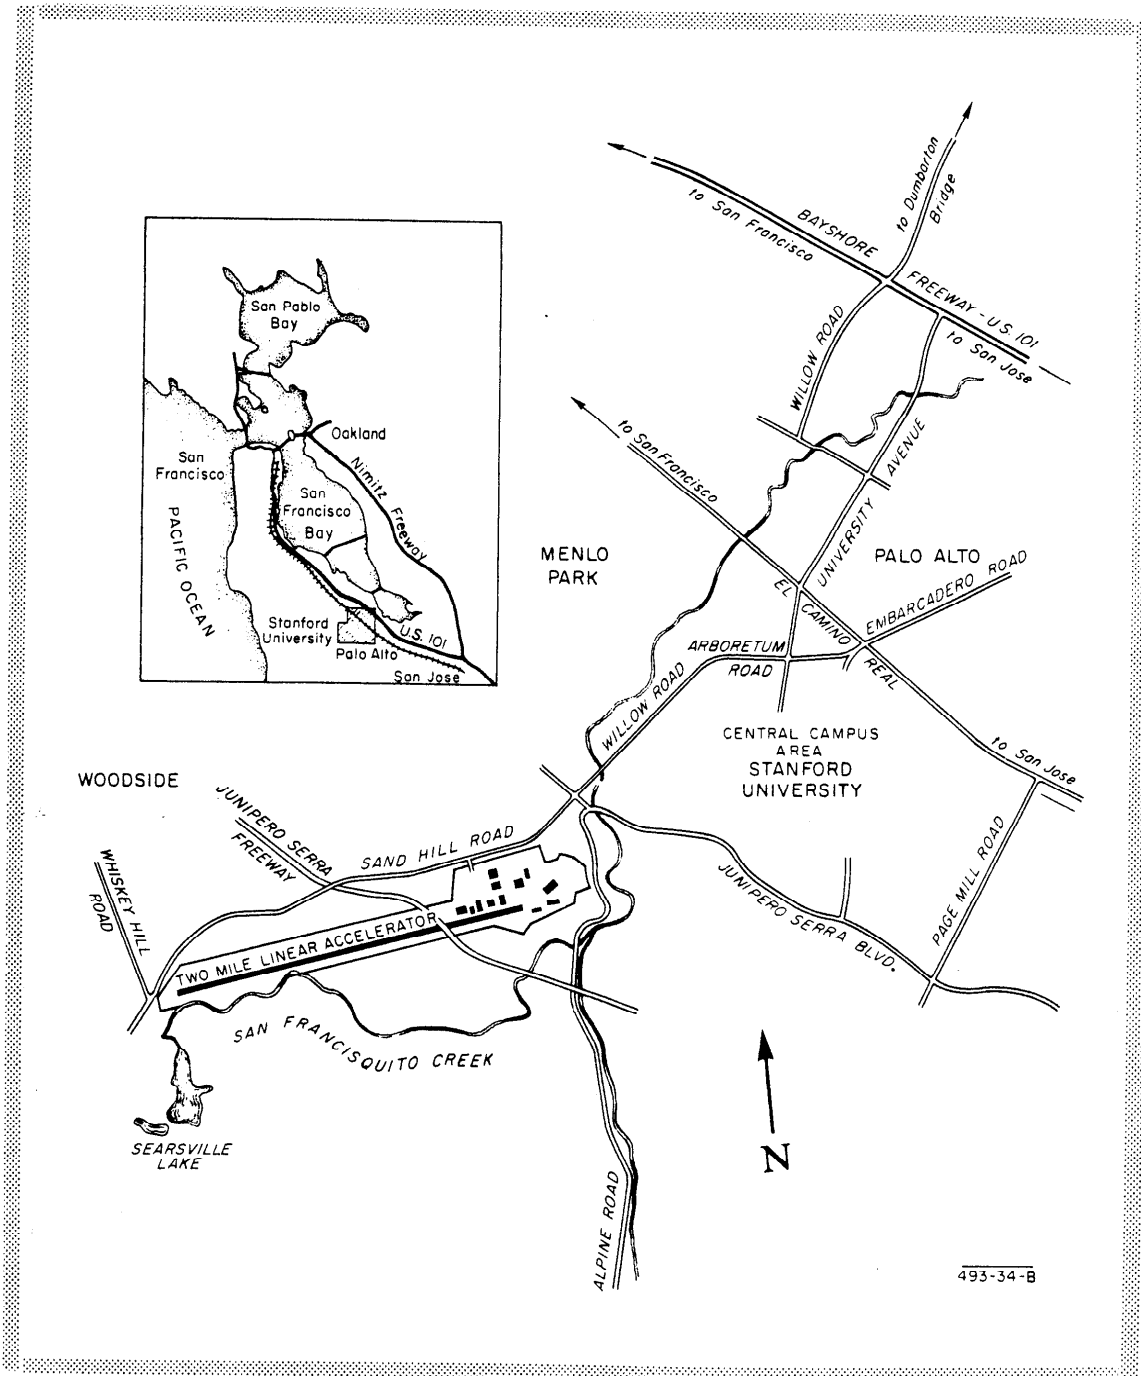 to Dumbarton
Bridge
BAYSHORE
to San Francisco
FREEWAY - U.S. 101
to San Jose
WILLOW ROAD
San Pablo
Bay
Oakland
San
Francisco
Nimitz Freeway
San
Francisco
Bay
PACIFIC OCEAN
Stanford
University
U.S. 101
Palo Alto
San Jose
to San Francisco
UNIVERSITY AVENUE
MENLO
PARK
PALO ALTO
EL CAMINO REAL
EMBARCADERO ROAD
ARBORETUM
ROAD
WILLOW ROAD
CENTRAL CAMPUS
AREA
STANFORD
UNIVERSITY
to San Jose
WOODSIDE
JUNIPERO SERRA
FREEWAY
SAND HILL ROAD
WHISKEY HILL
ROAD
TWO MILE LINEAR ACCELERATOR
JUNIPERO SERRA BLVD.
PAGE MILL ROAD
SAN FRANCISQUITO CREEK
SEARSVILLE
LAKE
N
ALPINE ROAD
493-34-B